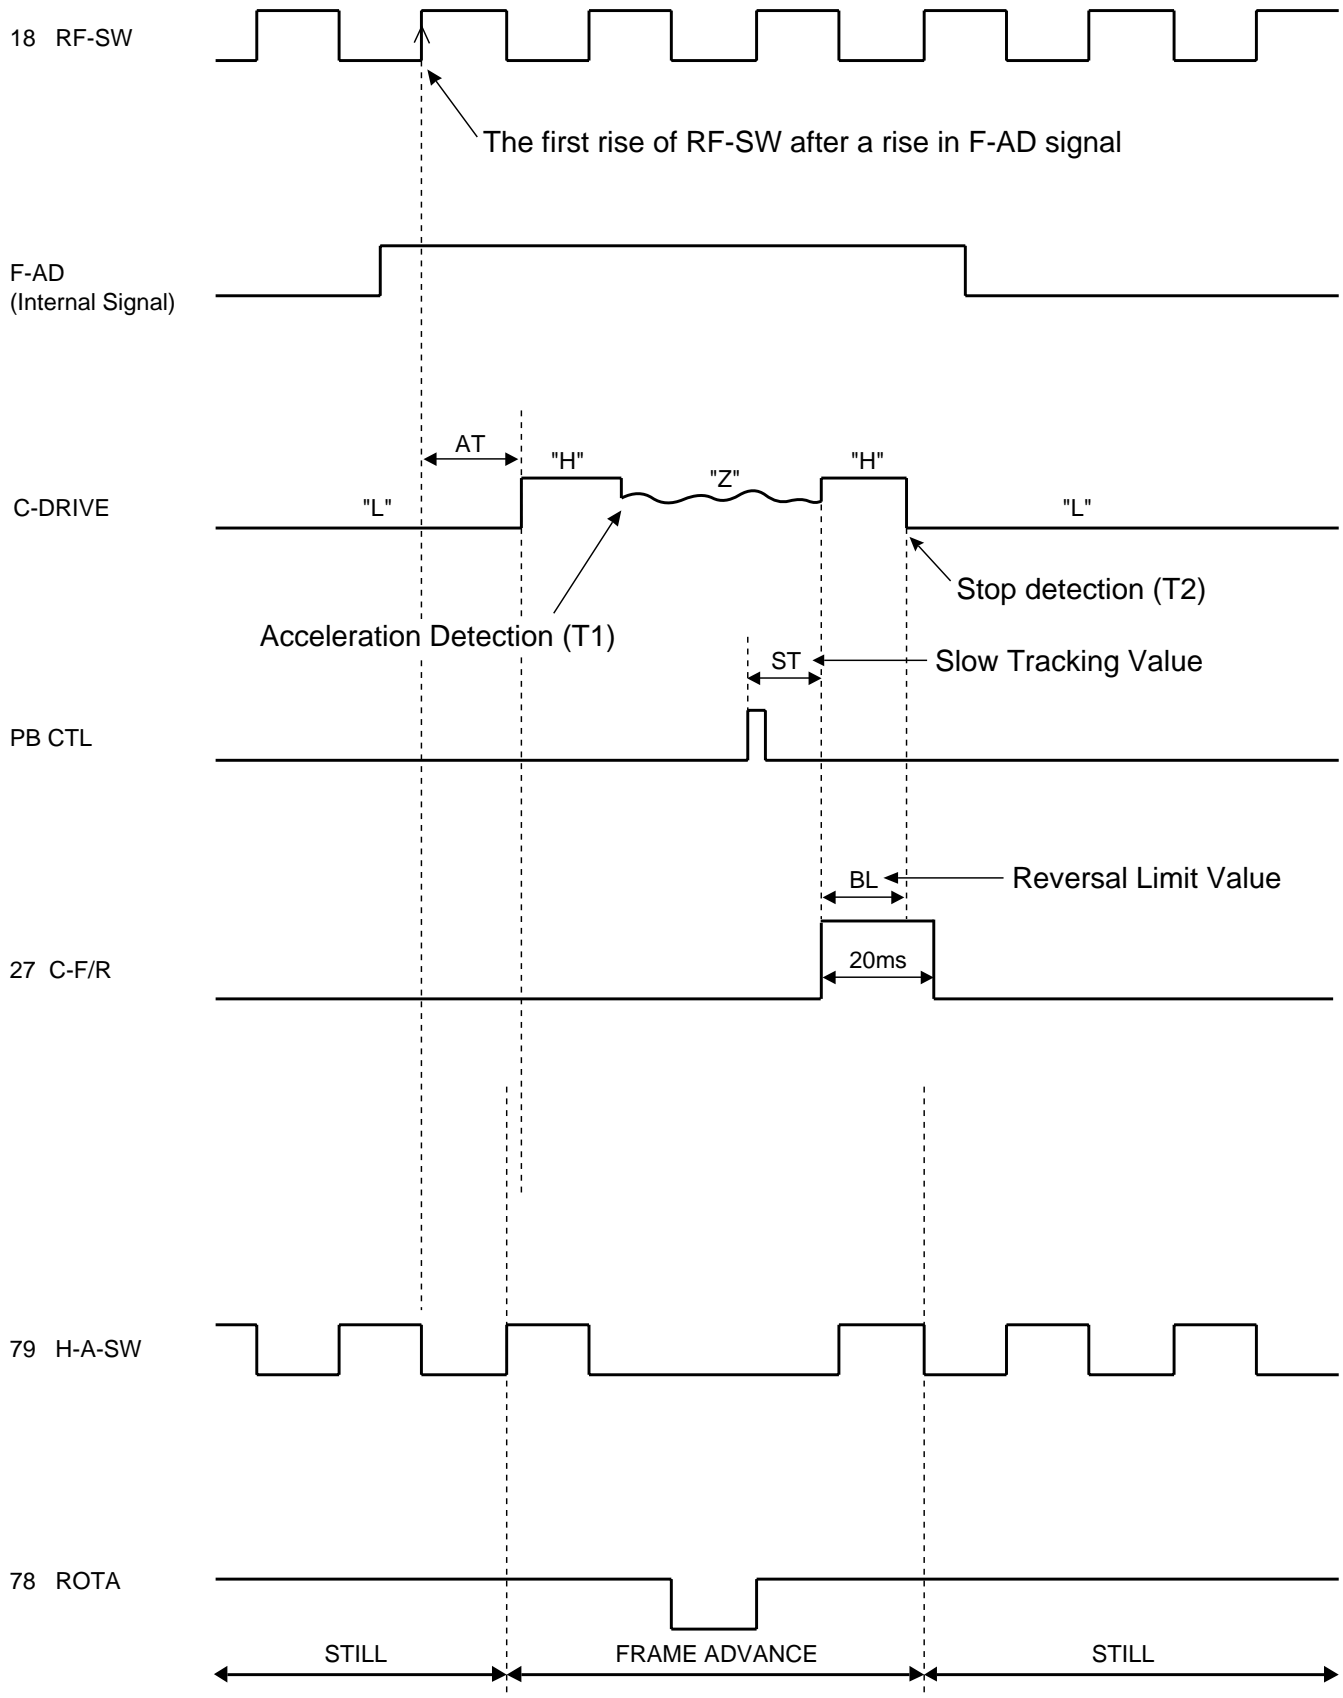 18 RF-SW
The first rise of RF-SW after a rise in F-AD signal
F-AD
(Internal Signal)
AT
"H"
"Z"
"H"
C-DRIVE
"L"
"L"
Stop detection (T2)
Acceleration Detection (T1)
ST
Slow Tracking Value
PB CTL
BL
Reversal Limit Value
27 C-F/R
20ms
79 H-A-SW
78 ROTA
STILL
FRAME ADVANCE
STILL